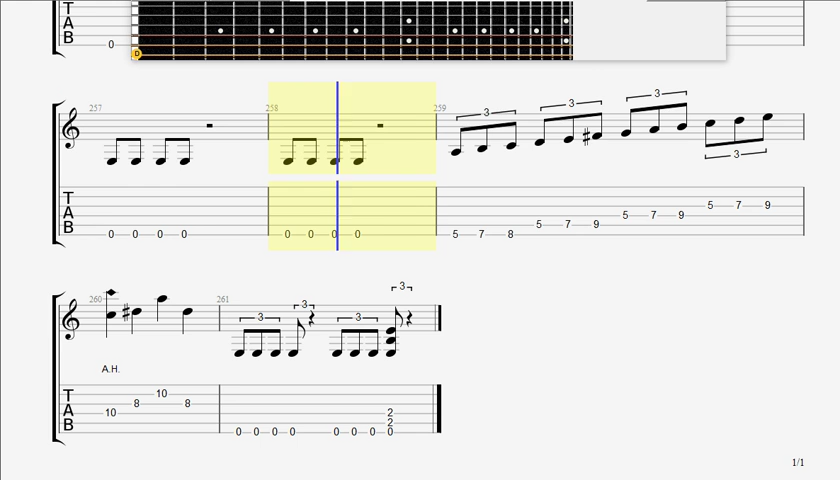 T
A
B 0
D
257 258 259
3 3 3 3
T
A
B
5 7 9
5 7 9
5 7 9
0 0 0 0 0 0 0 0 5 7 8
260 261
3 3 3 3
A.H.
T
A
B
10
8 8
10 2
2
0 0 0 0 0 0 0 0
1/1